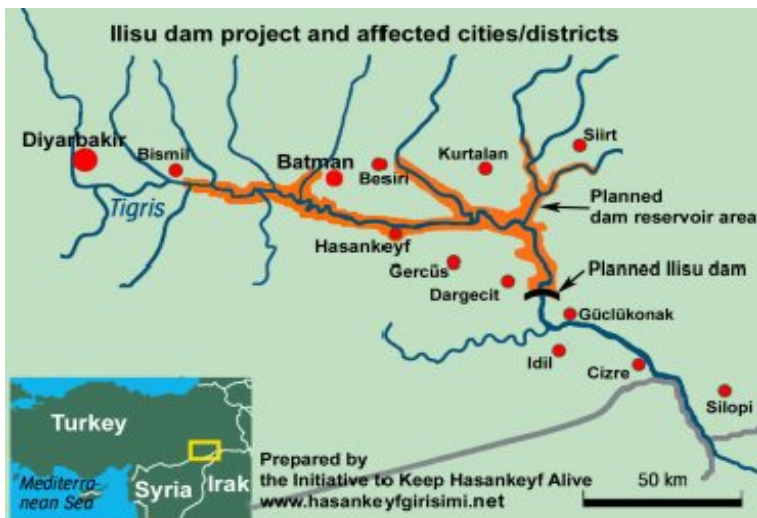 Ilisu dam project and affected cities/districts
Diyarbakir
Bismil
Batman
Besiri
Kurtalan
Siirt
Tigris
Planned
dam reservoir area
Hasankeyf
Gercüs
Dargecit
Planned Ilisu dam
Güclükonak
Idil
Cizre
Silopi
Turkey
Mediterra-
nean Sea
Syria
Irak
Prepared by
the Initiative to Keep Hasankeyf Alive
www.hasankeyfgirisimi.net
50 km